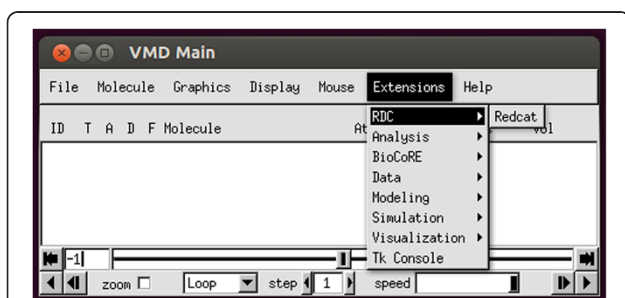 VMD Main
File Molecule Graphics Display Mouse Extensions Help
ID T A D F Molecule At Vol
RDC Redcat
Analysis
BioCoRE
Data
Modeling
Simulation
Visualization
Tk Console
-1
zoom Loop step 1 speed